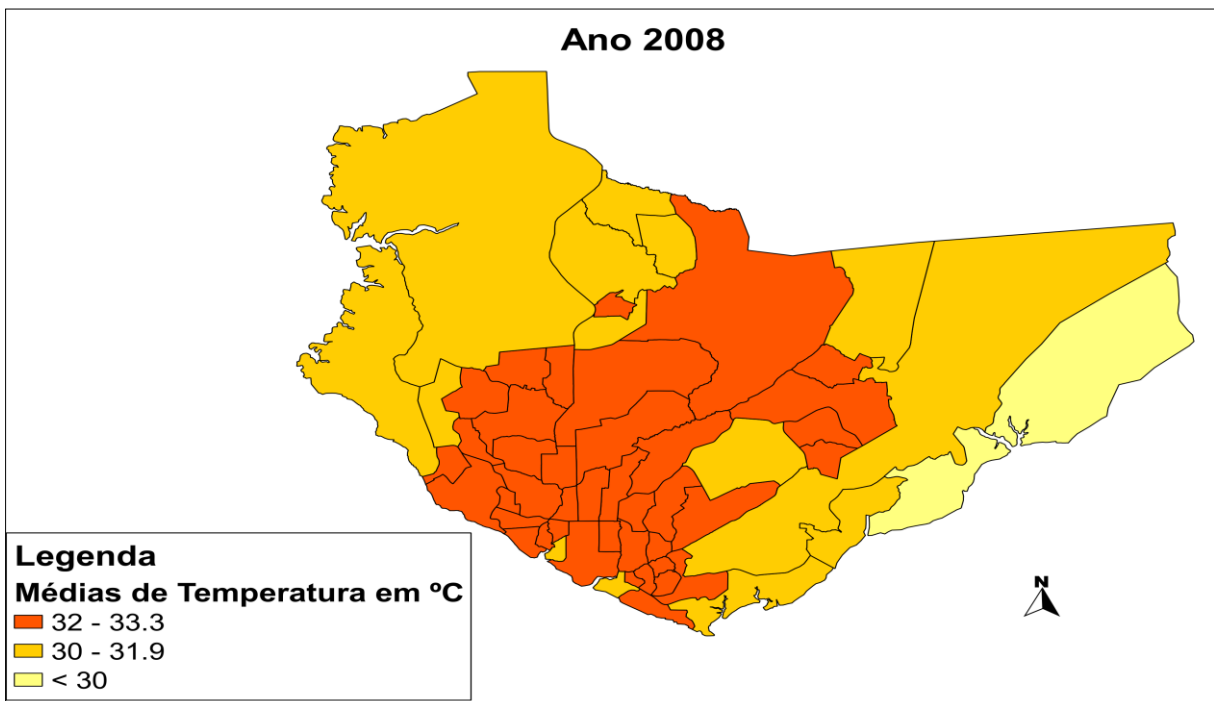 Ano 2008
N
Legenda
Médias de Temperatura em ºC
32 - 33.3
30 - 31.9
< 30